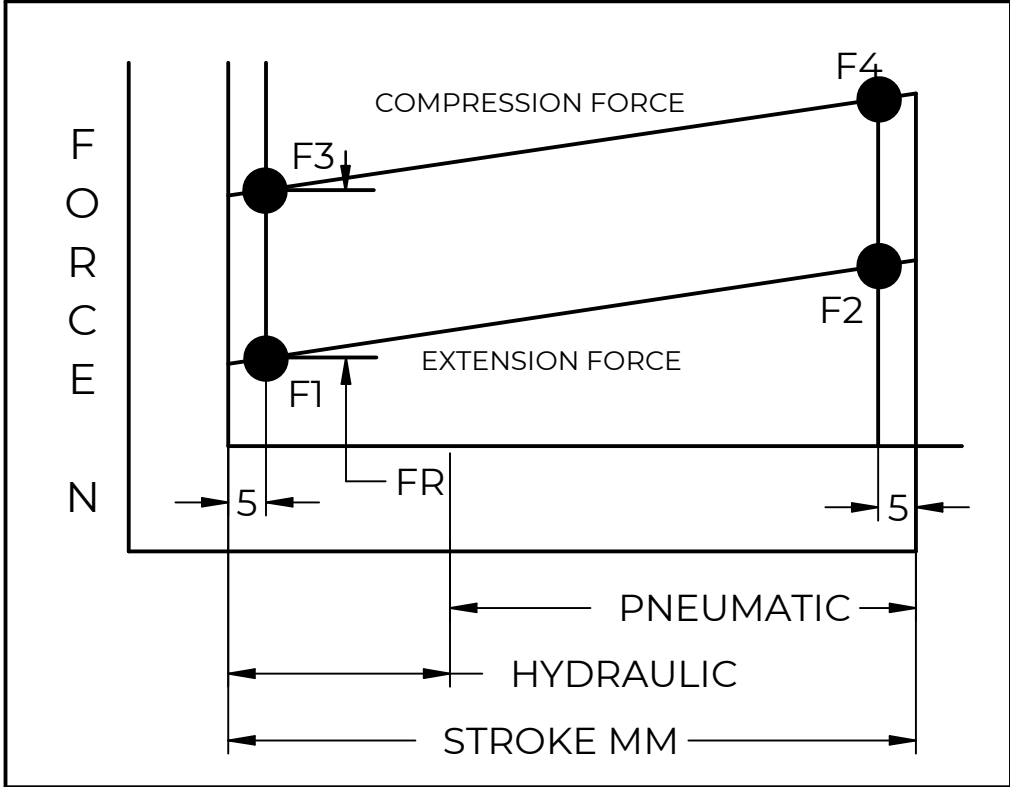 F4
COMPRESSION FORCE
F3
F
O
R
C
E
N
F2
EXTENSION FORCE
F1
FR
5
5
PNEUMATIC
HYDRAULIC
STROKE MM